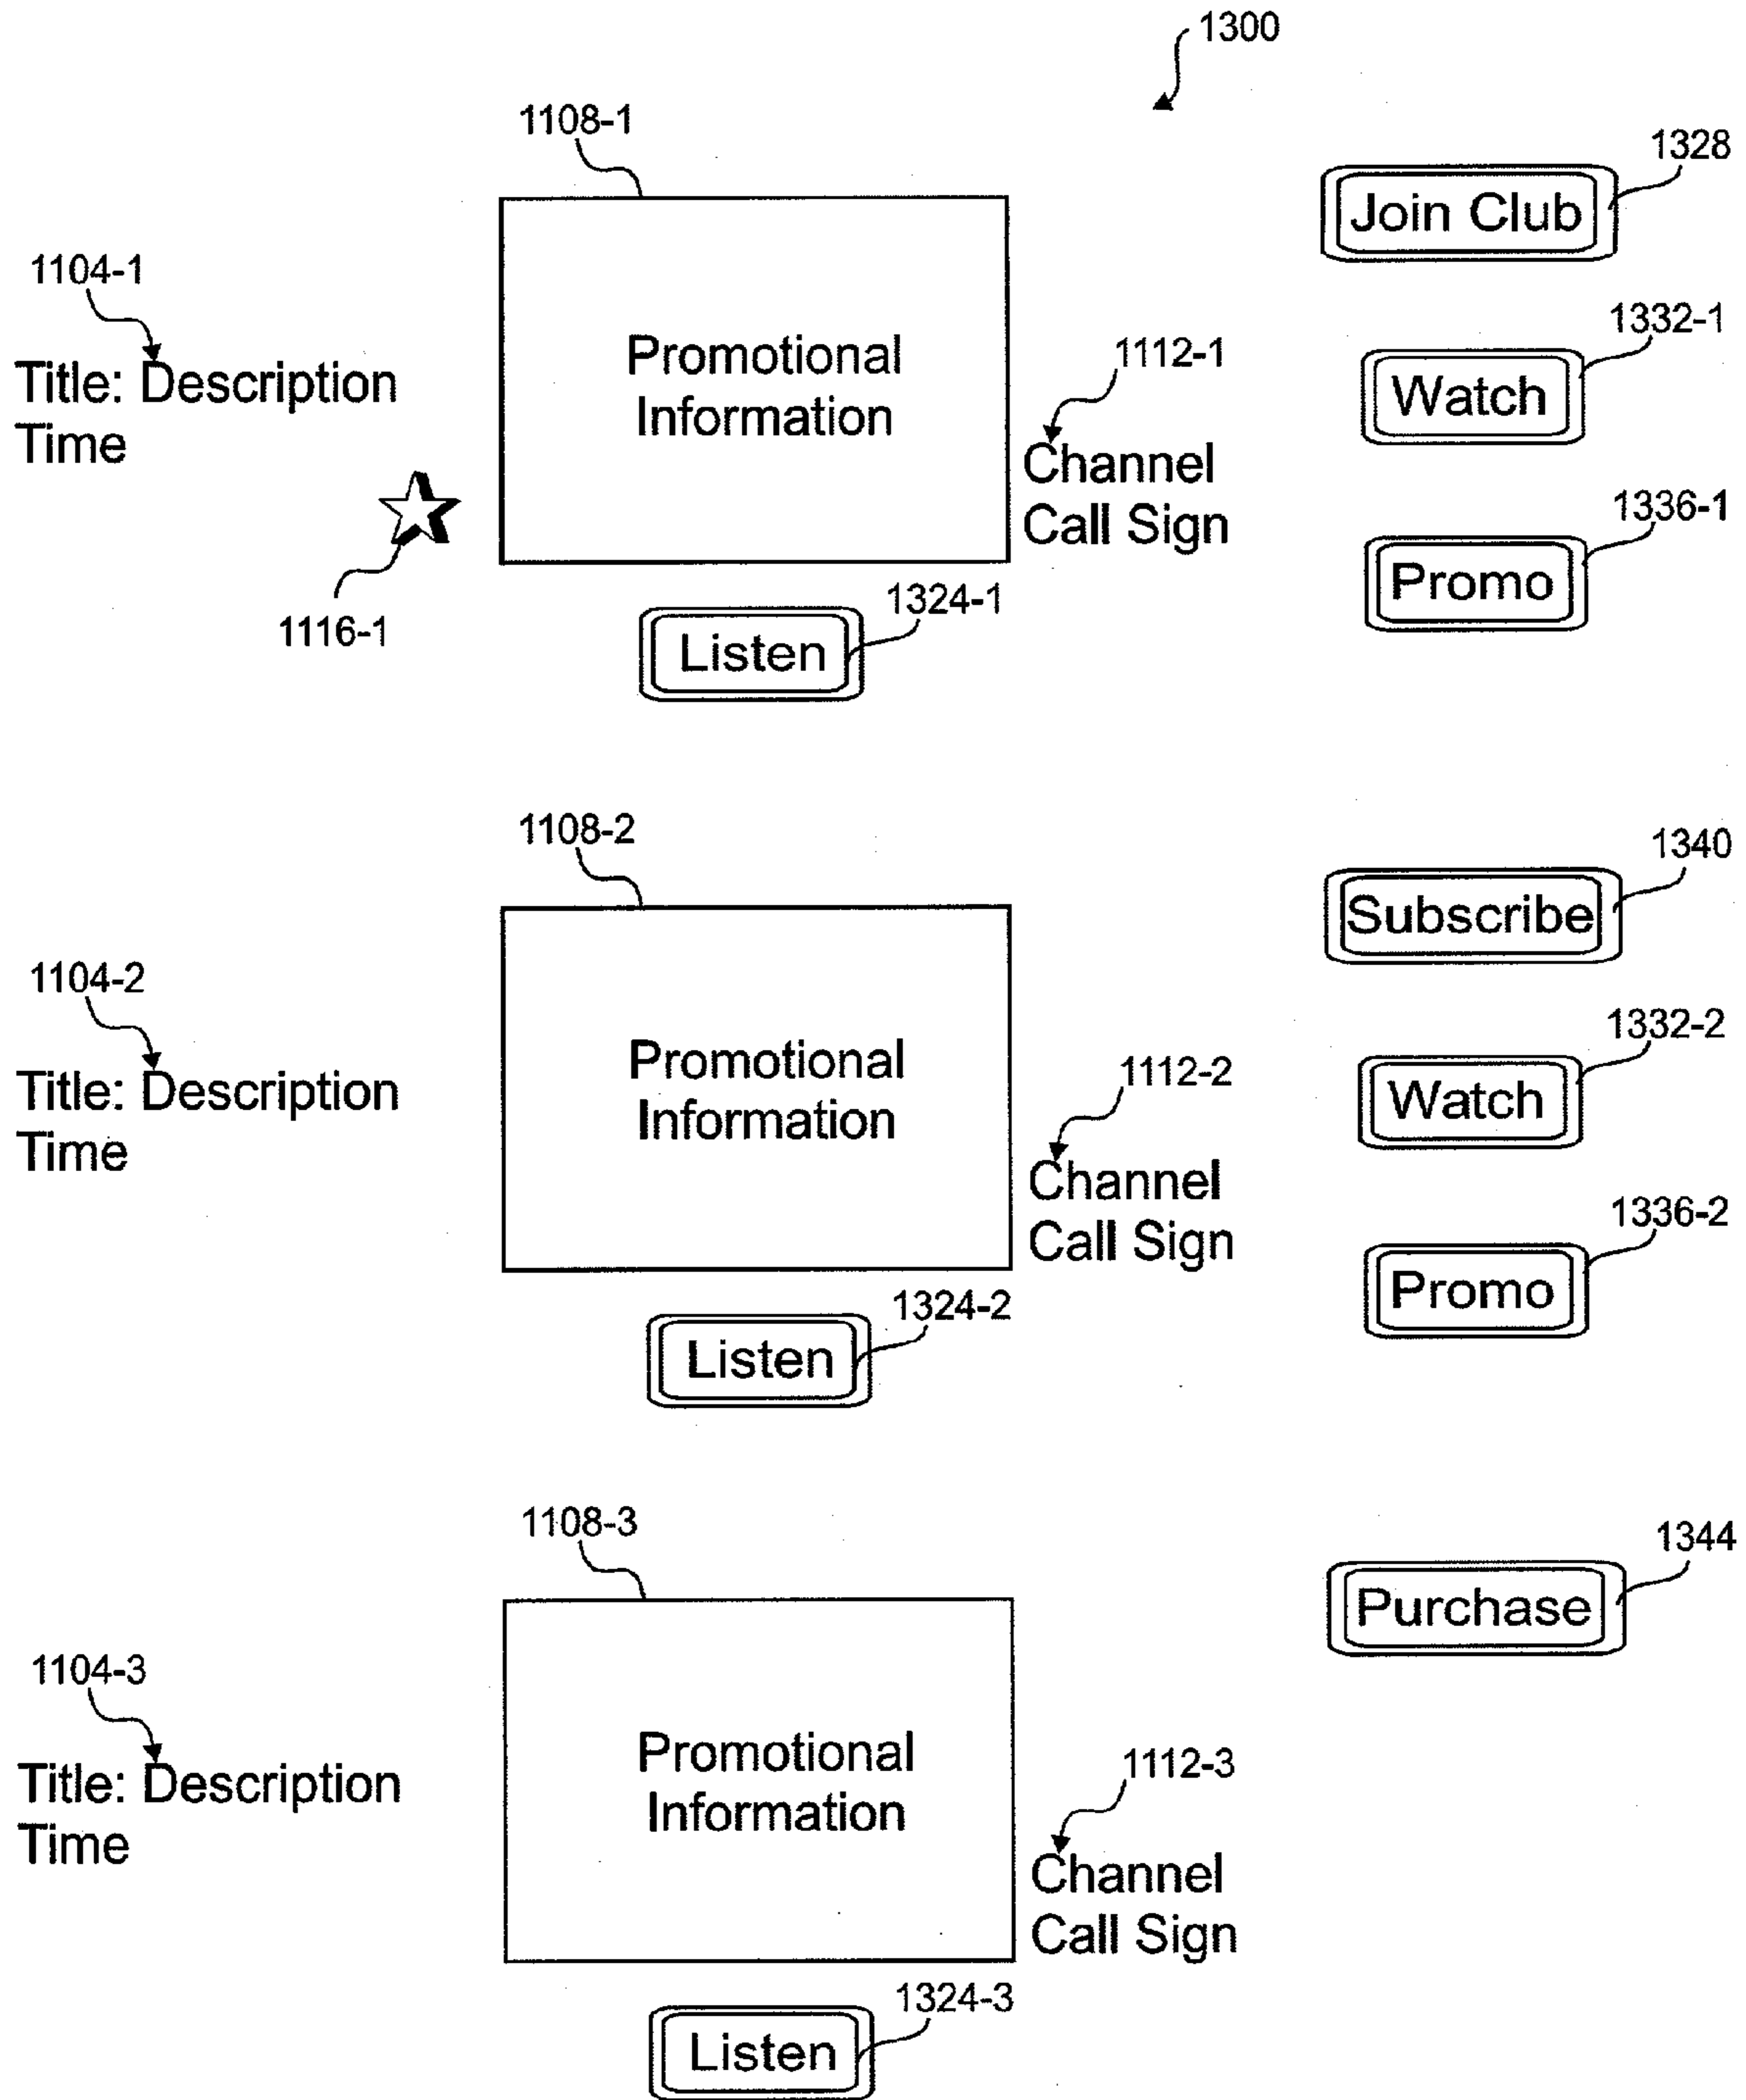 1300
1108-1
1328
Join Club
1104-1
1332-1
Title: Description
Time
Promotional
Information
1112-1
Watch
Channel
Call Sign
1336-1
Promo
1116-1
1324-1
Listen
1108-2
1340
Subscribe
1104-2
1332-2
Title: Description
Time
Promotional
Information
1112-2
Watch
Channel
Call Sign
1336-2
Promo
1324-2
Listen
1108-3
1344
Purchase
1104-3
Title: Description
Time
Promotional
Information
1112-3
Channel
Call Sign
1324-3
Listen